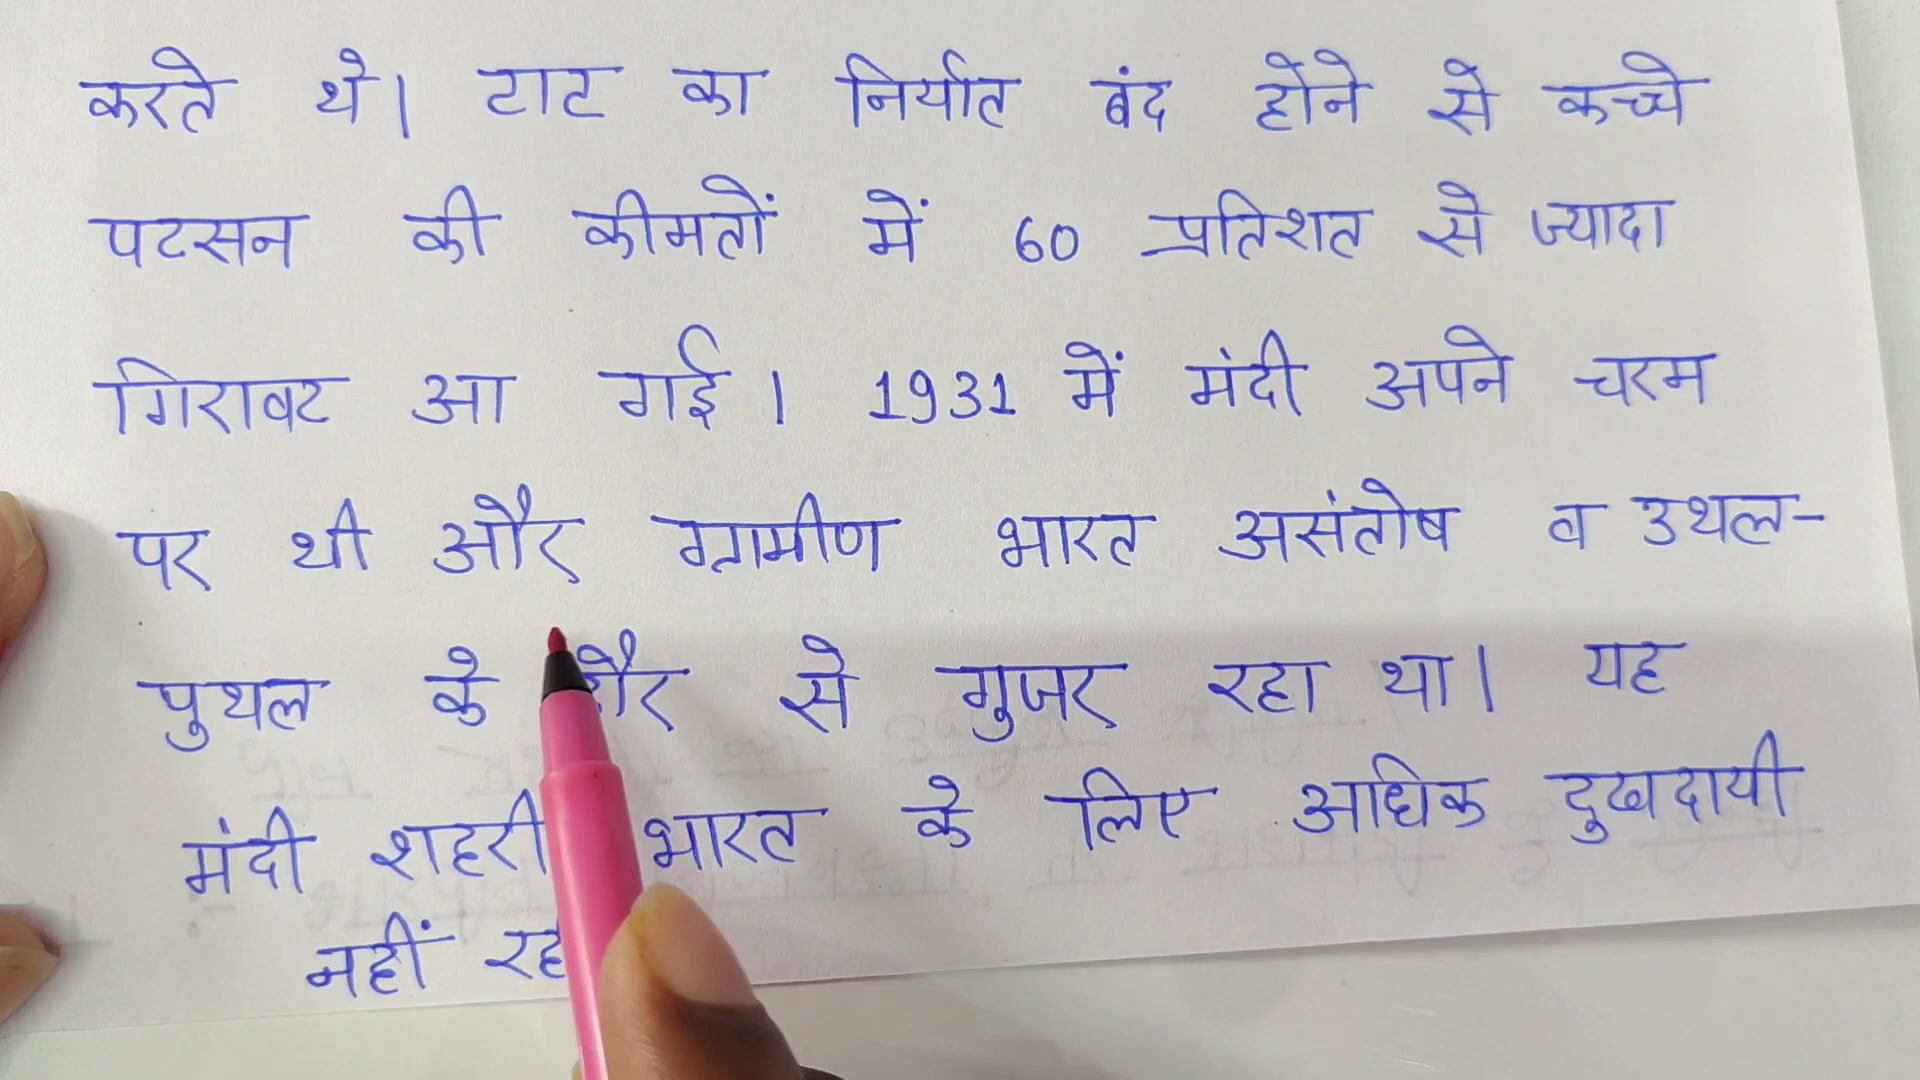 करते थे। टाट का निर्यात बंद होने से कच्चे
पटसन की कीमतों में 60 प्रतिशत से ज्यादा
गिरावट आ गई। 1931 में मंदी अपने चरम
पर थी और ग्रामीण भारत असंतोष व उथल-
पुथल के दौर से गुजर रहा था। यह
मंदी शहरी भारत के लिए अधिक दुखदायी
नहीं